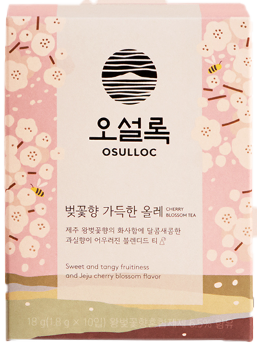 오설록
OSULLOC
벚꽃향 가득한 올레 CHERRY
BLOSSOM TEA
제주 왕벚꽃향의 화사함에 달콤새콤한
과실향이 어우러진 블렌디드 티
Sweet and tangy fruitiness
and Jeju cherry blossom flavor